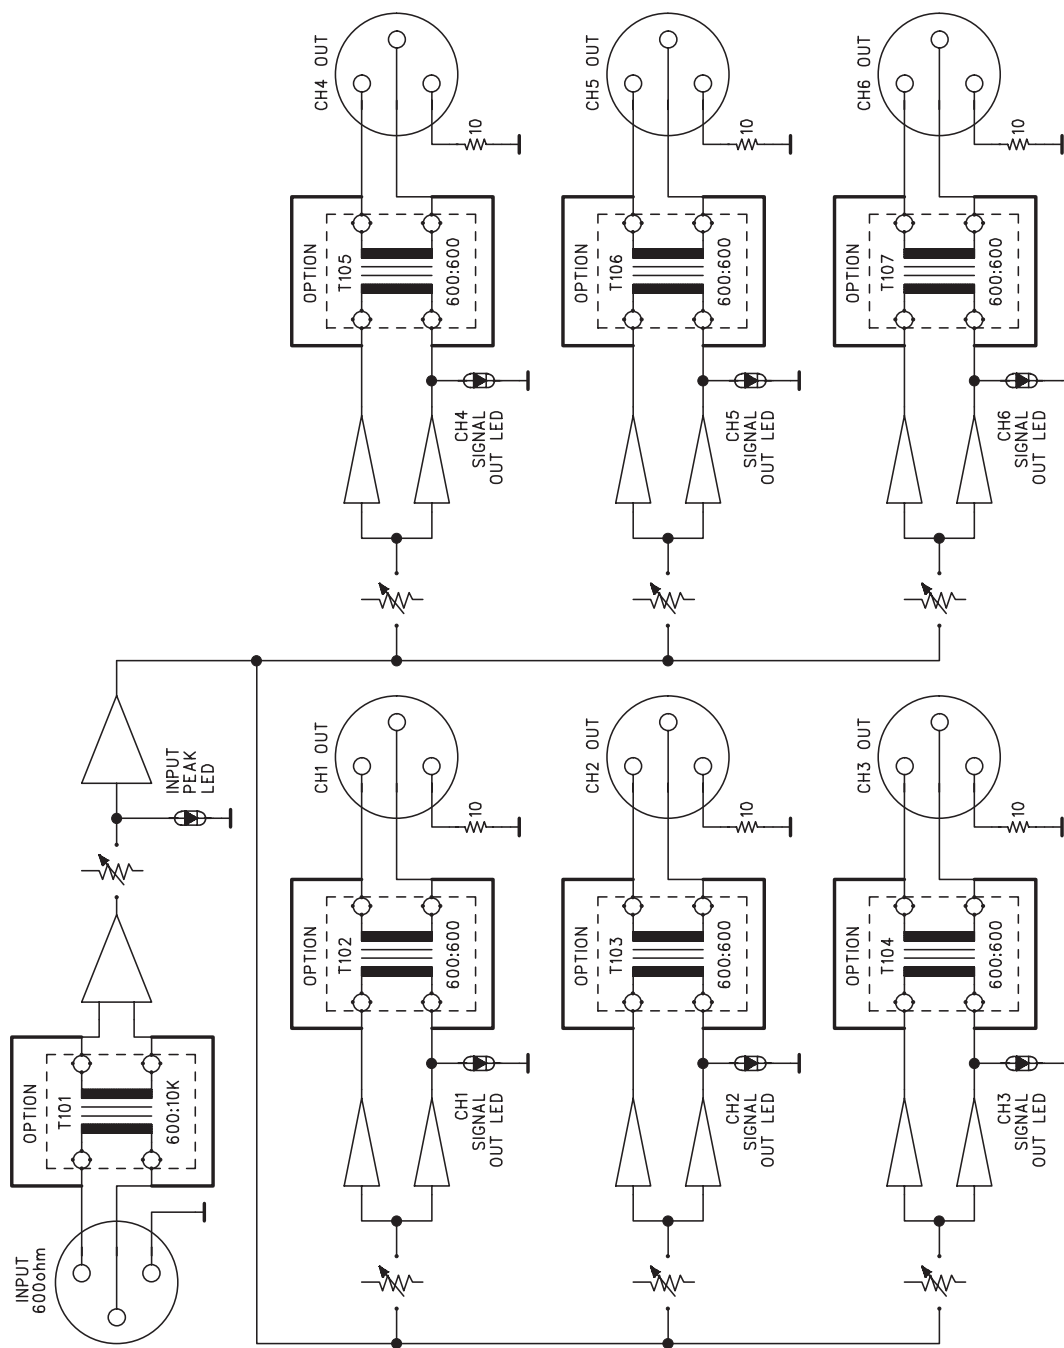 INPUT
600ohm
OPTION
T101
600:10K
INPUT
PEAK
LED
CH1
SIGNAL
OUT LED
OPTION
T102
600:600
CH1 OUT
10
CH2
SIGNAL
OUT LED
OPTION
T103
600:600
CH2 OUT
10
CH3
SIGNAL
OUT LED
OPTION
T104
600:600
CH3 OUT
10
CH4
SIGNAL
OUT LED
OPTION
T105
600:600
CH4 OUT
10
CH5
SIGNAL
OUT LED
OPTION
T106
600:600
CH5 OUT
10
CH6
SIGNAL
OUT LED
OPTION
T107
600:600
CH6 OUT
10